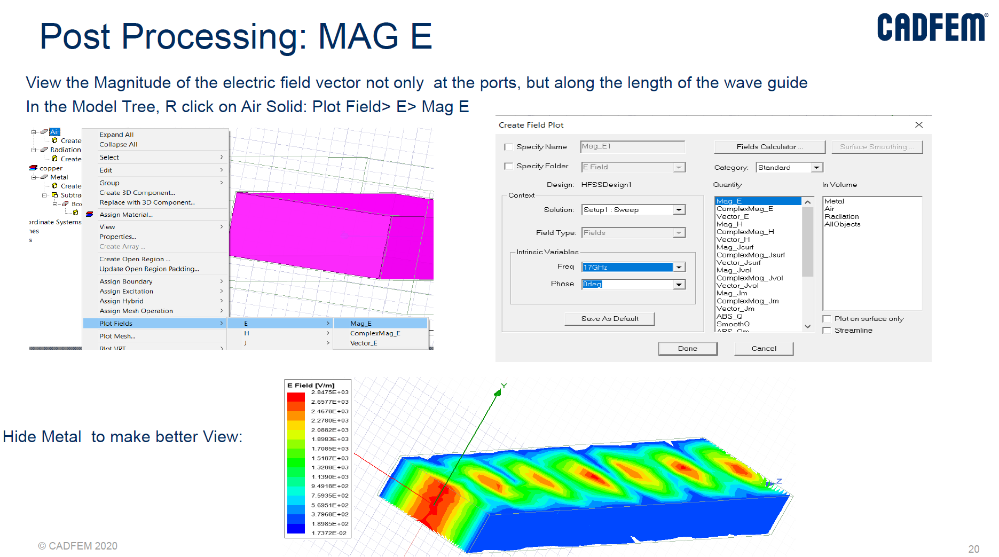 Post Processing: MAG E
CADFEM®
View the Magnitude of the electric field vector not only  at the ports, but along the length of the wave guide
In the Model Tree, R click on Air Solid: Plot Field> E> Mag E
Air
Create
Radiation
Create
copper
Metal
Create
Subtra
Box
ordinate Systems
nes
s
Expand All
Collapse All
Select
Edit
Group
Create 3D Component...
Replace with 3D Component...
Assign Material...
View
Properties...
Create Array ...
Create Open Region ...
Update Open Region Padding...
Assign Boundary
Assign Excitation
Assign Hybrid
Assign Mesh Operation
Plot Fields
Plot Mesh...
Plot VRT
E
H
J
Mag_E
ComplexMag_E
Vector_E
Create Field Plot
Specify Name
Mag_E1
Fields Calculator ...
Surface Smoothing ...
Specify Folder
E Field
Category: Standard
Design: HFSSDesign1
Quantity
In Volume
Context
Solution: Setup1 : Sweep
Field Type: Fields
Intrinsic Variables
Freq 17GHz
Phase 0deg
Save As Default
Mag_E
ComplexMag_E
Vector_E
Mag_H
ComplexMag_H
Vector_H
Mag_Jsurf
ComplexMag_Jsurf
Vector_Jsurf
Mag_Jvol
ComplexMag_Jvol
Vector_Jvol
Mag_Jm
ComplexMag_Jm
Vector_Jm
ABS_Q
SmoothQ
ABS_Qm
Metal
Air
Radiation
AllObjects
Plot on surface only
Streamline
Done
Cancel
Hide Metal  to make better View:
E Field [V/m]
2.8475E+03
2.6577E+03
2.4678E+03
2.2780E+03
2.0882E+03
1.8983E+03
1.7085E+03
1.5187E+03
1.3288E+03
1.1390E+03
9.4918E+02
7.5935E+02
5.6951E+02
3.7968E+02
1.8985E+02
1.7372E-02
Y
Z
© CADFEM 2020
20